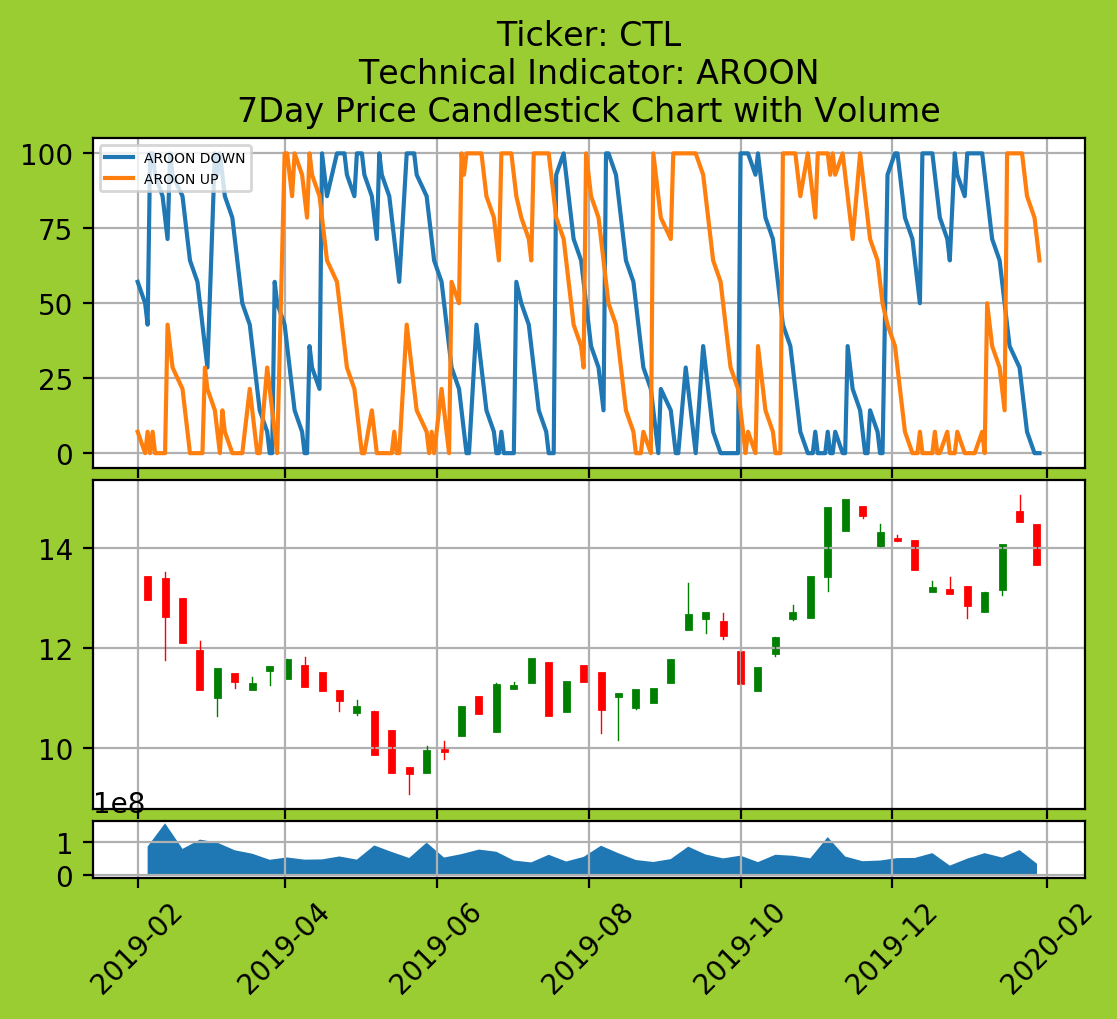 Ticker: CTL
Technical Indicator: AROON
7Day Price Candlestick Chart with Volume
AROON DOWN
AROON UP
100
75
50
25
0
14
12
10
1e8
1
0
2019-02
2019-04
2019-06
2019-08
2019-10
2019-12
2020-02